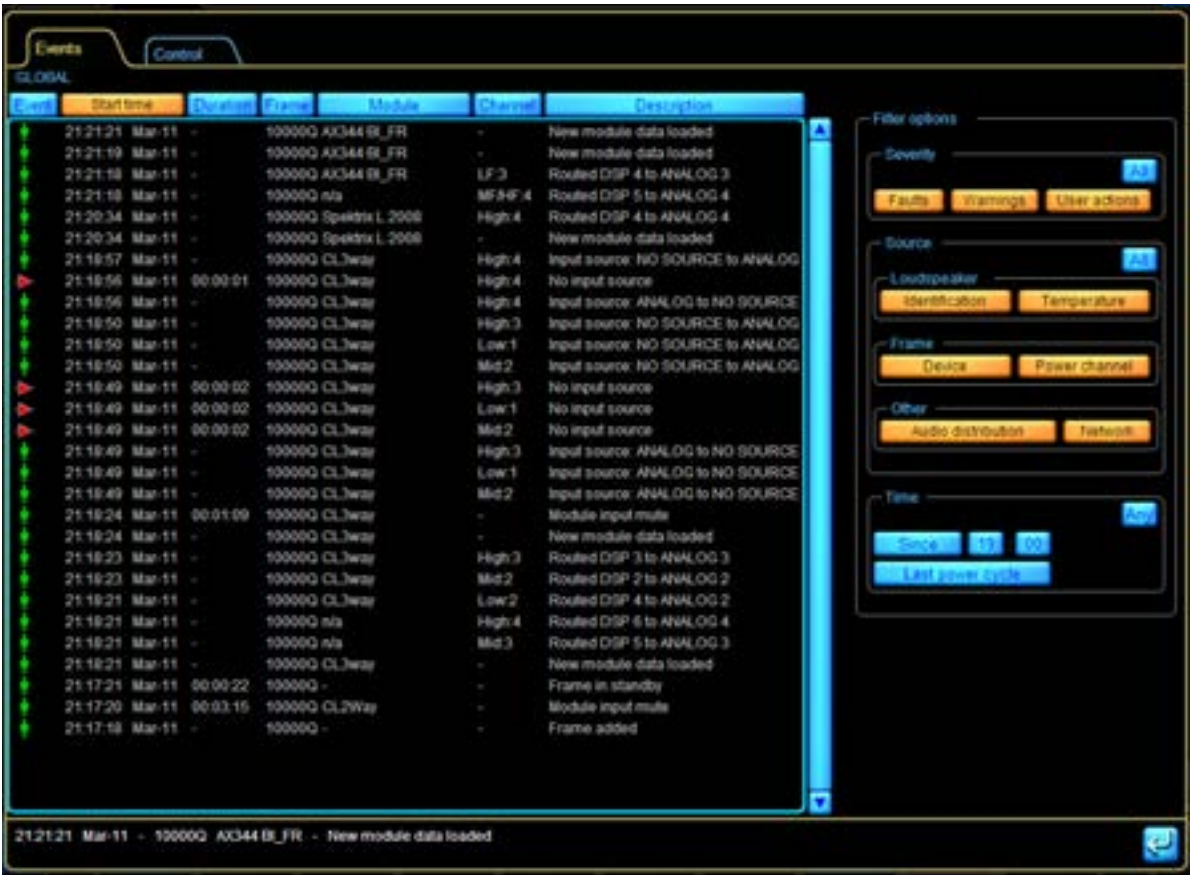 Events
Control
GLOBAL
Event Start time Duration Frame Module Channel Description
21:21:21 Mar-11 - 10000Q AX344 BI_FR - New module data loaded
21:21:19 Mar-11 - 10000Q AX344 BI_FR - New module data loaded
21:21:18 Mar-11 - 10000Q AX344 BI_FR LF:3 Routed DSP 4 to ANALOG 3
21:21:18 Mar-11 - 10000Q n/a MF/HF:4 Routed DSP 5 to ANALOG 4
21:20:34 Mar-11 - 10000Q Spektrix L 2008 High:4 Routed DSP 4 to ANALOG 4
21:20:34 Mar-11 - 10000Q Spektrix L 2008 - New module data loaded
21:18:57 Mar-11 - 10000Q CL3way High:4 Input source: NO SOURCE to ANALOG
21:18:56 Mar-11 00:00:01 10000Q CL3way High:4 No input source
21:18:56 Mar-11 - 10000Q CL3way High:4 Input source: ANALOG to NO SOURCE
21:18:50 Mar-11 - 10000Q CL3way High:3 Input source: NO SOURCE to ANALOG
21:18:50 Mar-11 - 10000Q CL3way Low:1 Input source: NO SOURCE to ANALOG
21:18:50 Mar-11 - 10000Q CL3way Mid:2 Input source: NO SOURCE to ANALOG
21:18:49 Mar-11 00:00:02 10000Q CL3way High:3 No input source
21:18:49 Mar-11 00:00:02 10000Q CL3way Low:1 No input source
21:18:49 Mar-11 00:00:02 10000Q CL3way Mid:2 No input source
21:18:49 Mar-11 - 10000Q CL3way High:3 Input source: ANALOG to NO SOURCE
21:18:49 Mar-11 - 10000Q CL3way Low:1 Input source: ANALOG to NO SOURCE
21:18:49 Mar-11 - 10000Q CL3way Mid:2 Input source: ANALOG to NO SOURCE
21:18:24 Mar-11 00:01:09 10000Q CL3way - Module input mute
21:18:24 Mar-11 - 10000Q CL3way - New module data loaded
21:18:23 Mar-11 - 10000Q CL3way High:3 Routed DSP 3 to ANALOG 3
21:18:23 Mar-11 - 10000Q CL3way Mid:2 Routed DSP 2 to ANALOG 2
21:18:21 Mar-11 - 10000Q CL3way Low:2 Routed DSP 4 to ANALOG 2
21:18:21 Mar-11 - 10000Q n/a High:4 Routed DSP 6 to ANALOG 4
21:18:21 Mar-11 - 10000Q n/a Mid:3 Routed DSP 5 to ANALOG 3
21:18:21 Mar-11 - 10000Q CL3way - New module data loaded
21:17:21 Mar-11 00:00:22 10000Q - - Frame in standby
21:17:20 Mar-11 00:03:15 10000Q CL2Way - Module input mute
21:17:18 Mar-11 - 10000Q - - Frame added
Filter options
Severity
All
Faults Warnings User actions
Source
All
Loudspeaker
Identification Temperature
Frame
Device Power channel
Other
Audio distribution Network
Time
Any
Since 19 00
Last power cycle
21:21:21 Mar-11 - 10000Q AX344 BI_FR - New module data loaded